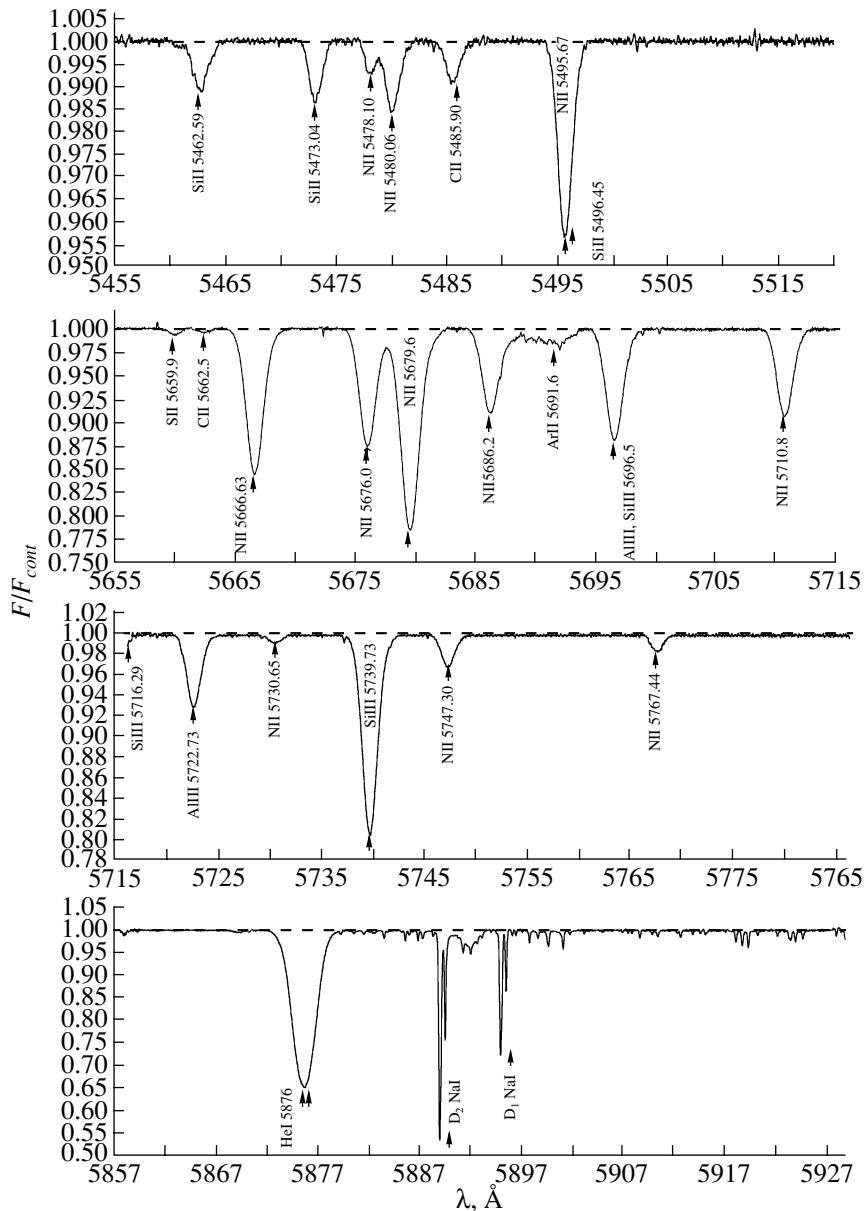 1.005
1.000
0.995
0.990
0.985
0.980
0.975
0.970
0.965
0.960
0.955
0.950
SiII 5462.59
SiII 5473.04
NII 5478.10
NII 5480.06
CII 5485.90
NII 5495.67
SiII 5496.45
5455 5465 5475 5485 5495 5505 5515
1.000
0.975
0.950
0.925
0.900
0.875
0.850
0.825
0.800
0.775
0.750
SII 5659.9
CII 5662.5
NII 5666.63
NII 5676.0
NII 5679.6
NII5686.2
ArII 5691.6
AlIII, SiIII 5696.5
NII 5710.8
5655 5665 5675 5685 5695 5705 5715
F/Fcont
1.02
1.00
0.98
0.96
0.94
0.92
0.90
0.88
0.86
0.84
0.82
0.80
0.78
SiIII 5716.29
AlIII 5722.73
NII 5730.65
SiIII 5739.73
NII 5747.30
NII 5767.44
5715 5725 5739 5745 5755 5765 5775 5765
1.05
1.00
0.95
0.90
0.85
0.80
0.75
0.70
0.65
0.60
0.55
0.50
HeI 5876
D2 NaI
D1 NaI
5857 5867 5877 5887 5897 5907 5917 5927
λ, Å